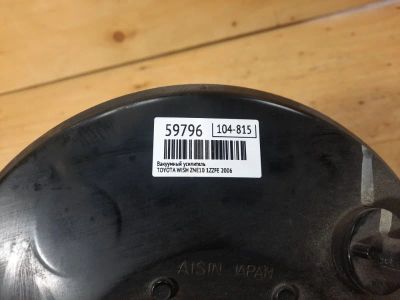 59796 104-815
Вакуумный усилитель
TOYOTA WISH ZNE10 1ZZFE 2006
AISIN JAPAN